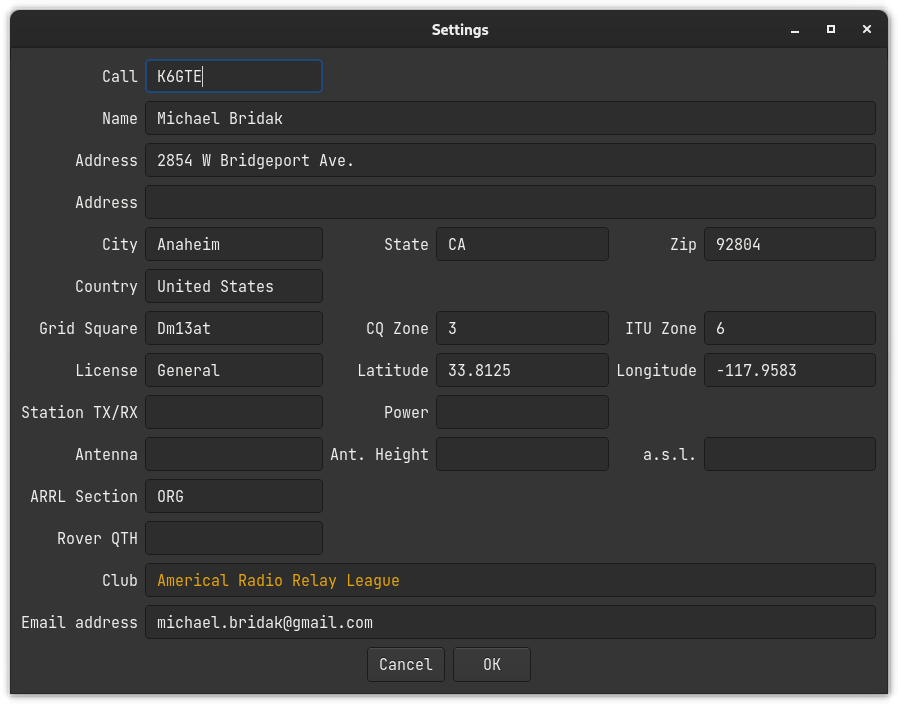 Settings
Call K6GTE
Name Michael Bridak
Address 2854 W Bridgeport Ave.
Address
City Anaheim State CA Zip 92804
Country United States
Grid Square Dm13at CQ Zone 3 ITU Zone 6
License General Latitude 33.8125 Longitude -117.9583
Station TX/RX Power
Antenna Ant. Height a.s.l.
ARRL Section ORG
Rover QTH
Club Americal Radio Relay League
Email address michael.bridak@gmail.com
Cancel OK